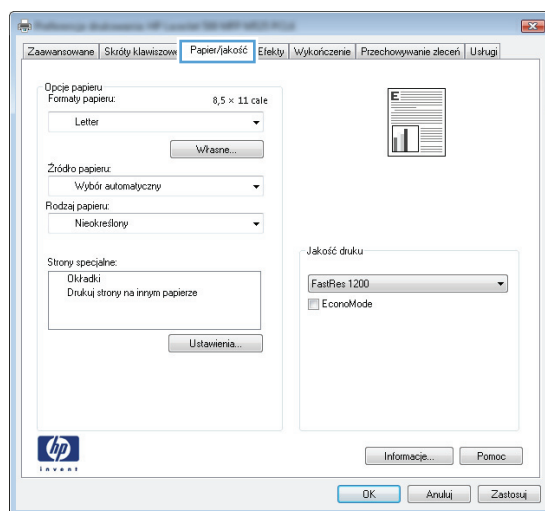 Zaawansowane Skróty klawiszowe Papier/jakość Efekty Wykończenie Przechowywanie zleceń Usługi
Opcje papieru
Formaty papieru: 8,5 × 11 cale
Letter
Własne...
Źródło papieru:
Wybór automatyczny
Rodzaj papieru:
Nieokreślony
Strony specjalne:
Okładki
Drukuj strony na innym papierze
Ustawienia...
E
Jakość druku
FastRes 1200
EconoMode
hp
invent
Informacje... Pomoc
OK Anuluj Zastosuj